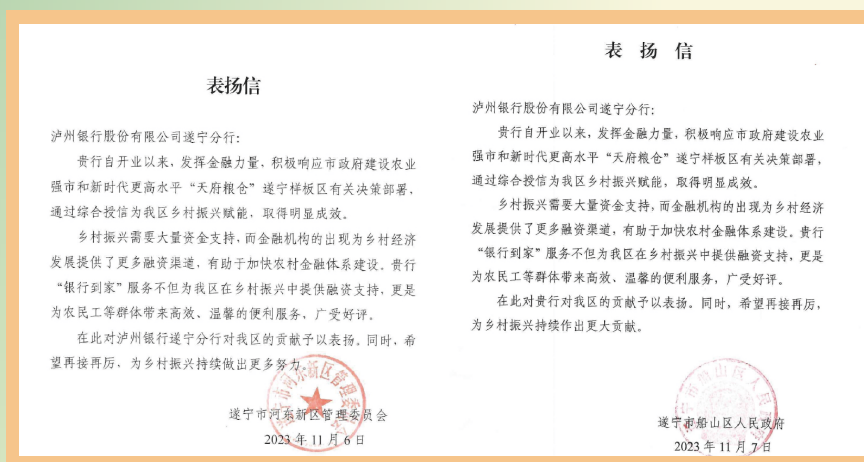 表扬信
泸州银行股份有限公司遂宁分行：
贵行自开业以来，发挥金融力量，积极响应市政府建设农业
强市和新时代更高水平“天府粮仓”遂宁样板区有关决策部署，
通过综合授信为我区乡村振兴赋能，取得明显成效。
乡村振兴需要大量资金支持，而金融机构的出现为乡村经济
发展提供了更多融资渠道，有助于加快农村金融体系建设。贵行
“银行到家”服务不但为我区在乡村振兴中提供融资支持，更是
为农民工等群体带来高效、温馨的便利服务，广受好评。
在此对泸州银行遂宁分行对我区的贡献予以表扬。同时，希
望再接再厉，为乡村振兴持续做出更多努力。
遂宁市河东新区管理委员会
2023 年 11 月 6 日
表 扬 信
泸州银行股份有限公司遂宁分行：
贵行自开业以来，发挥金融力量，积极响应市政府建设农业
强市和新时代更高水平“天府粮仓”遂宁样板区有关决策部署，
通过综合授信为我区乡村振兴赋能，取得明显成效。
乡村振兴需要大量资金支持，而金融机构的出现为乡村经济
发展提供了更多融资渠道，有助于加快农村金融体系建设。贵行
“银行到家”服务不但为我区在乡村振兴中提供融资支持，更是
为农民工等群体带来高效、温馨的便利服务，广受好评。
在此对贵行对我区的贡献予以表扬。同时，希望再接再厉，
为乡村振兴持续作出更大贡献。
遂宁市船山区人民政府
2023 年 11 月 7 日